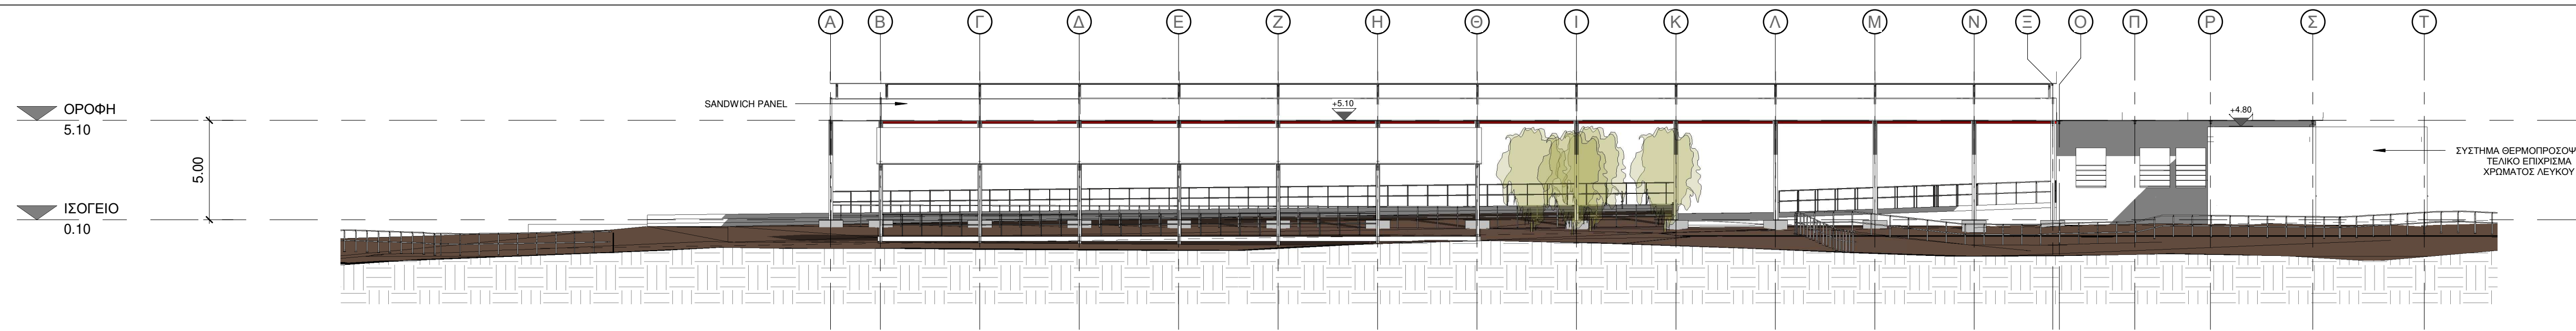 Α Β Γ Δ Ε Ζ Η Θ Ι Κ Λ Μ Ν Ξ Ο Π Ρ Σ Τ
ΟΡΟΦΗ
5.10
SANDWICH PANEL
+5.10
+4.80
5.00
ΣΥΣΤΗΜΑ ΘΕΡΜΟΠΡΟΣΟΨ
ΤΕΛΙΚΟ ΕΠΙΧΡΙΣΜΑ
ΧΡΩΜΑΤΟΣ ΛΕΥΚΟΥ
ΙΣΟΓΕΙΟ
0.10